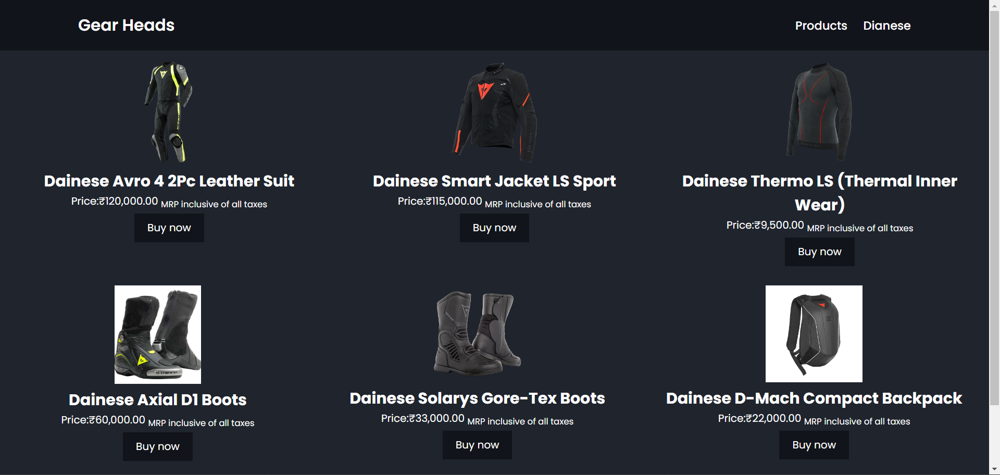 Gear Heads
Products
Dianese
Dainese Avro 4 2Pc Leather Suit
Price:₹120,000.00 MRP inclusive of all taxes
Buy now
Dainese Smart Jacket LS Sport
Price:₹115,000.00 MRP inclusive of all taxes
Buy now
Dainese Thermo LS (Thermal Inner
Wear)
Price:₹9,500.00 MRP inclusive of all taxes
Buy now
Dainese Axial D1 Boots
Price:₹60,000.00 MRP inclusive of all taxes
Buy now
Dainese Solarys Gore-Tex Boots
Price:₹33,000.00 MRP inclusive of all taxes
Buy now
Dainese D-Mach Compact Backpack
Price:₹22,000.00 MRP inclusive of all taxes
Buy now